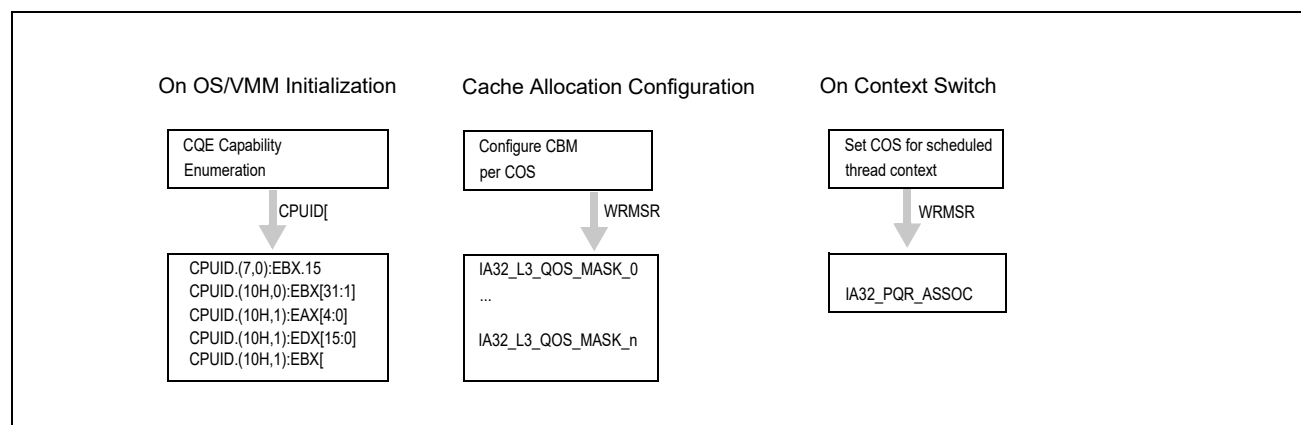 On OS/VMM Initialization
Cache Allocation Configuration
On Context Switch
CQE Capability
Enumeration
Configure CBM
per COS
Set COS for scheduled
thread context
CPUID[
WRMSR
WRMSR
CPUID.(7,0):EBX.15
CPUID.(10H,0):EBX[31:1]
CPUID.(10H,1):EAX[4:0]
CPUID.(10H,1):EDX[15:0]
CPUID.(10H,1):EBX[
IA32_L3_QOS_MASK_0
...
IA32_L3_QOS_MASK_n
IA32_PQR_ASSOC